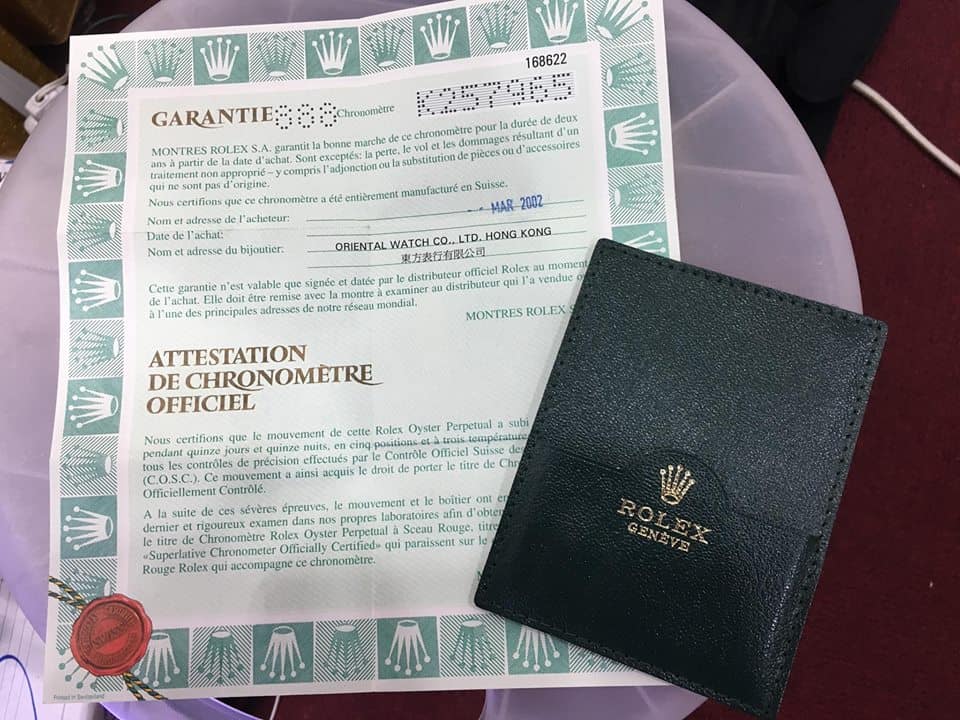 168622
GARANTIE 888 Chronomètre K257965
MONTRES ROLEX S.A. garantit la bonne marche de ce chronomètre pour la durée de deux
ans à partir de la date d'achat. Sont exceptés: la perte, le vol et les dommages résultant d'un
traitement non approprié – y compris l'adjonction ou la substitution de pièces ou d'accessoires
qui ne sont pas d'origine.
Nous certifions que ce chronomètre a été entièrement manufacturé en Suisse.
Nom et adresse de l'acheteur:
Date de l'achat: -- MAR 2002
Nom et adresse du bijoutier: ORIENTAL WATCH CO., LTD. HONG KONG
東方表行有限公司
Cette garantie n'est valable que signée et datée par le distributeur officiel Rolex au moment
de l'achat. Elle doit être remise avec la montre à examiner au distributeur qui l'a vendue
à l'une des principales adresses de notre réseau mondial.
MONTRES ROLEX S
ATTESTATION
DE CHRONOMÈTRE
OFFICIEL
Nous certifions que le mouvement de cette Rolex Oyster Perpetual a subi
pendant quinze jours et quinze nuits, en cinq positions et à trois température
tous les contrôles de précision effectués par le Contrôle Officiel Suisse de
(C.O.S.C.). Ce mouvement a ainsi acquis le droit de porter le titre de Chr
Officiellement Contrôlé.
A la suite de ces sévères épreuves, le mouvement et le boîtier ont
dernier et rigoureux examen dans nos propres laboratoires afin d'obte
le titre de Chronomètre Rolex Oyster Perpetual à Sceau Rouge, titre
«Superlative Chronometer Officially Certified» qui paraissent sur le
Rouge Rolex qui accompagne ce chronomètre.
Printed in Switzerland
ROLEX
GENÈVE